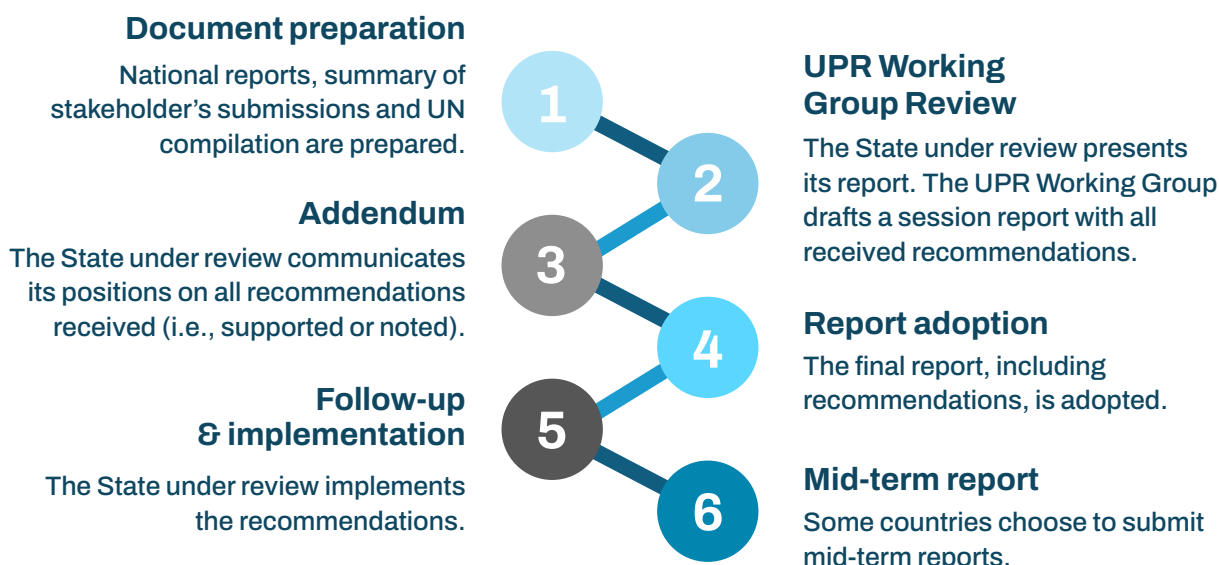 Document preparation
National reports, summary of
stakeholder's submissions and UN
compilation are prepared.
1
UPR Working
Group Review
The State under review presents
its report. The UPR Working Group
drafts a session report with all
received recommendations.
2
Addendum
The State under review communicates
its positions on all recommendations
received (i.e., supported or noted).
3
Report adoption
The final report, including
recommendations, is adopted.
4
Follow-up
& implementation
The State under review implements
the recommendations.
5
Mid-term report
Some countries choose to submit
mid-term reports.
6